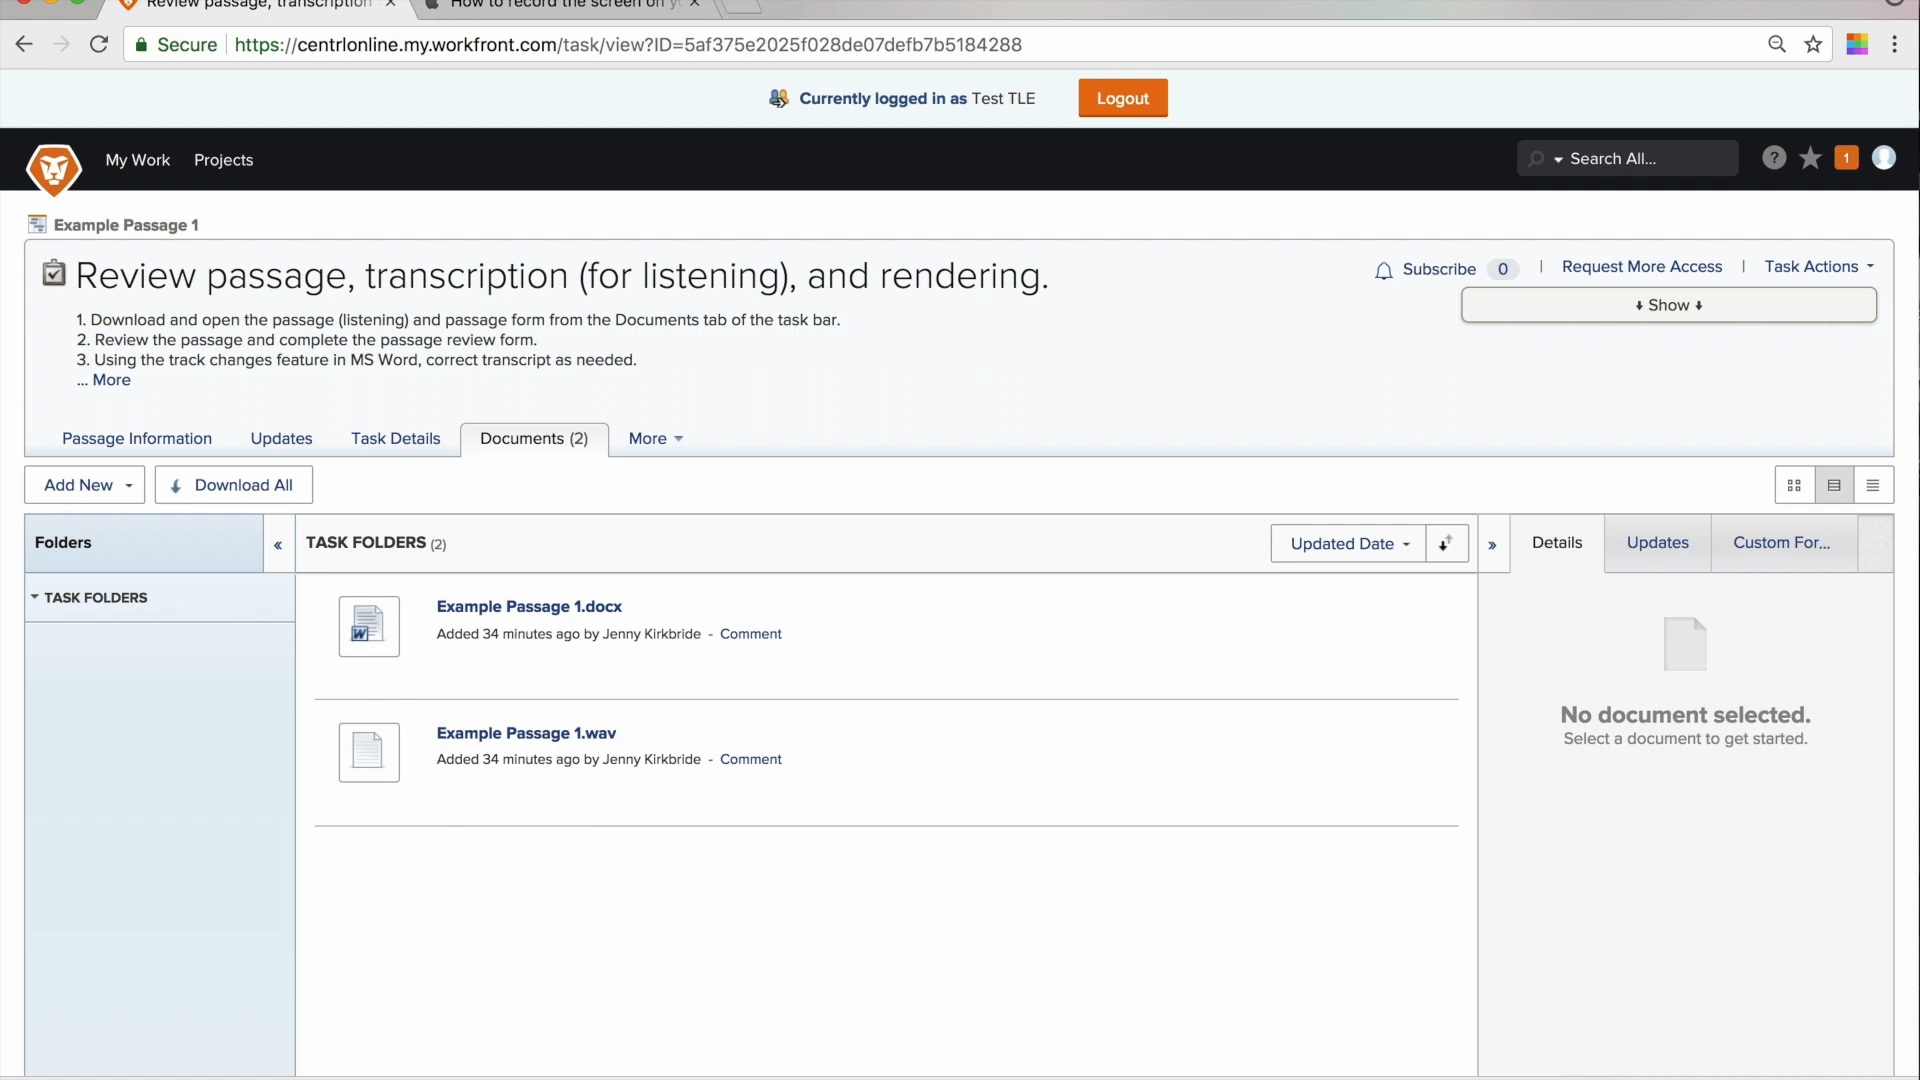 Review passage, transcription
How to record the screen on
Secure
https://centrlonline.my.workfront.com/task/view?ID=5af375e2025f028de07defb7b5184288
Currently logged in as Test TLE
Logout
My Work
Projects
Search All...
?
1
Example Passage 1
Review passage, transcription (for listening), and rendering.
Subscribe
0
Request More Access
Task Actions
Show
1. Download and open the passage (listening) and passage form from the Documents tab of the task bar.
2. Review the passage and complete the passage review form.
3. Using the track changes feature in MS Word, correct transcript as needed.
... More
Passage Information
Updates
Task Details
Documents (2)
More
Add New
Download All
Folders
«
TASK FOLDERS (2)
Updated Date
»
Details
Updates
Custom For...
TASK FOLDERS
Example Passage 1.docx
Added 34 minutes ago by Jenny Kirkbride - Comment
Example Passage 1.wav
Added 34 minutes ago by Jenny Kirkbride - Comment
No document selected.
Select a document to get started.